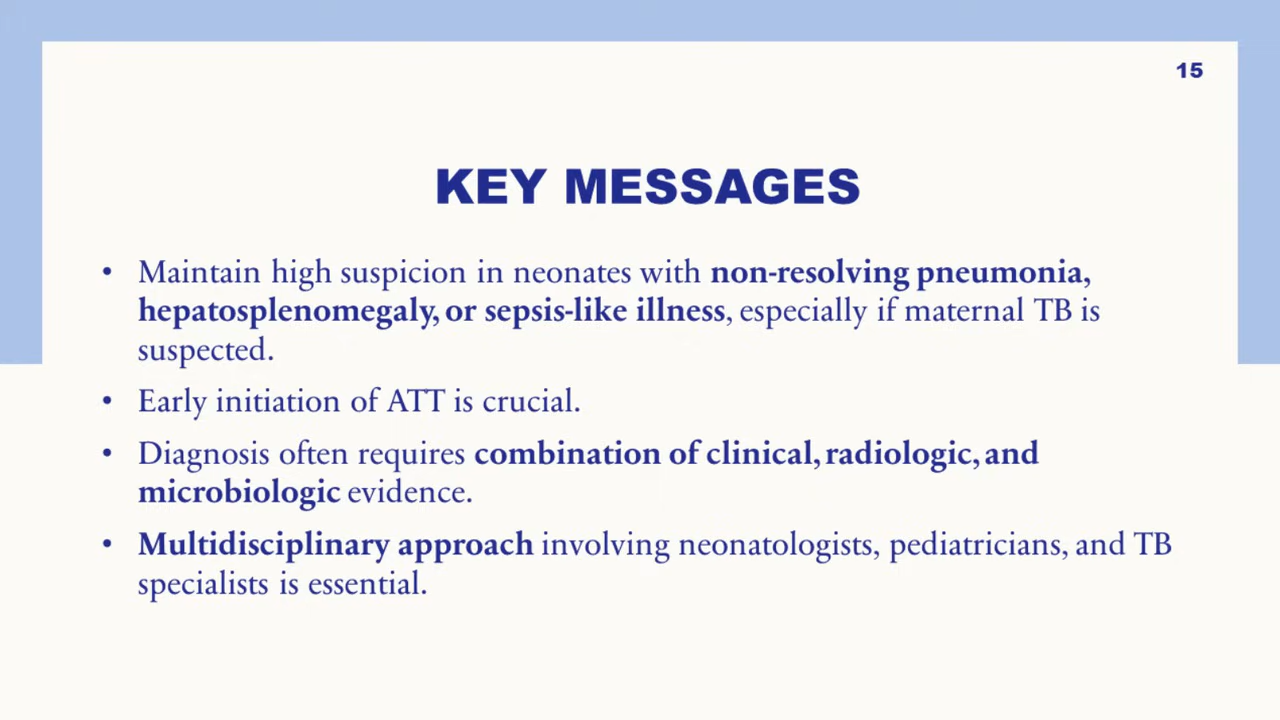 15
KEY MESSAGES
• Maintain high suspicion in neonates with non-resolving pneumonia,
hepatosplenomegaly, or sepsis-like illness, especially if maternal TB is
suspected.
• Early initiation of ATT is crucial.
• Diagnosis often requires combination of clinical, radiologic, and
microbiologic evidence.
• Multidisciplinary approach involving neonatologists, pediatricians, and TB
specialists is essential.